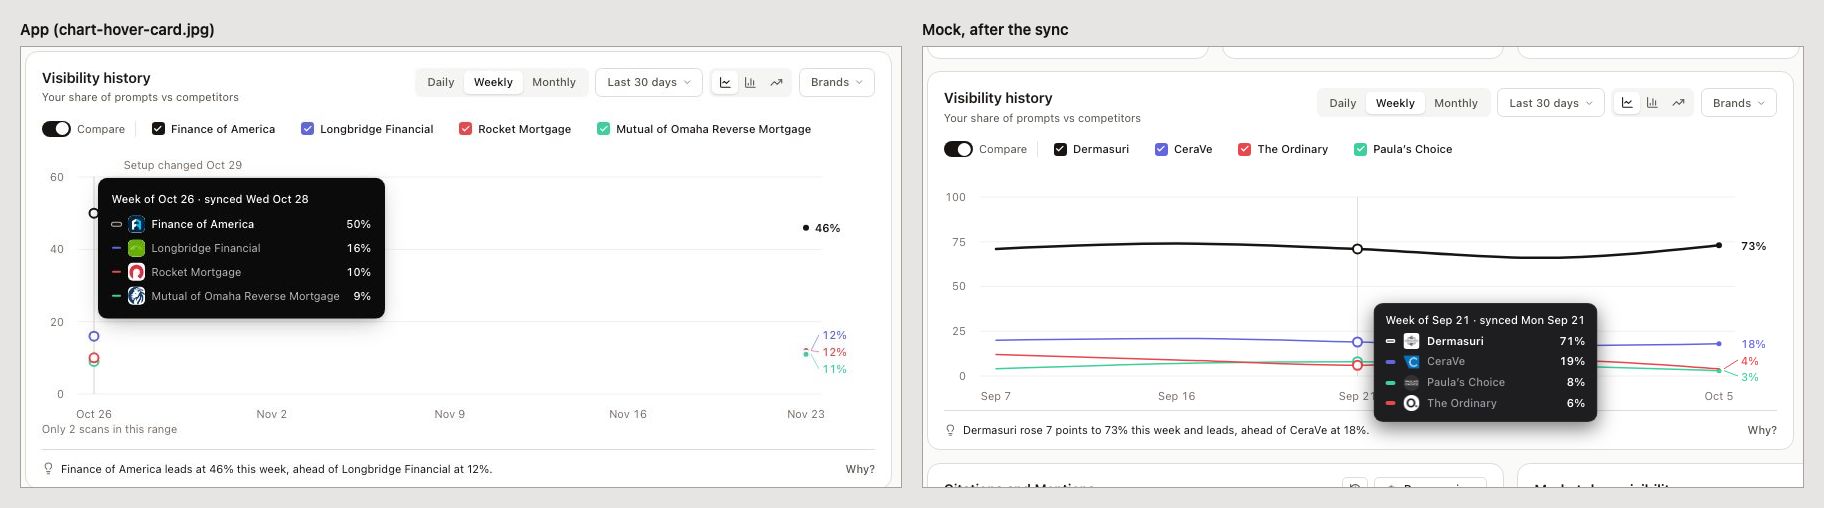 App (chart-hover-card.jpg)
Visibility history
Your share of prompts vs competitors
Daily Weekly Monthly Last 30 days Brands
Compare Finance of America Longbridge Financial Rocket Mortgage Mutual of Omaha Reverse Mortgage
Setup changed Oct 29
60
40
20
0
Week of Oct 26 · synced Wed Oct 28
Finance of America 50%
Longbridge Financial 16%
Rocket Mortgage 10%
Mutual of Omaha Reverse Mortgage 9%
46%
12%
12%
11%
Oct 26 Nov 2 Nov 9 Nov 16 Nov 23
Only 2 scans in this range
Finance of America leads at 46% this week, ahead of Longbridge Financial at 12%. Why?
Mock, after the sync
Visibility history
Your share of prompts vs competitors
Daily Weekly Monthly Last 30 days Brands
Compare Dermasuri CeraVe The Ordinary Paula's Choice
100
75
50
25
0
73%
18%
4%
3%
Week of Sep 21 · synced Mon Sep 21
Dermasuri 71%
CeraVe 19%
Paula's Choice 8%
The Ordinary 6%
Sep 7 Sep 16 Sep 21 Oct 5
Dermasuri rose 7 points to 73% this week and leads, ahead of CeraVe at 18%. Why?
Citations and Mentions